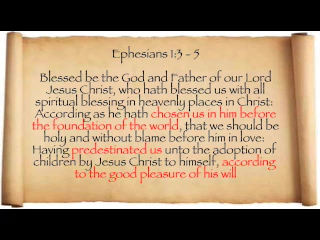 Ephesians 1:3 - 5
Blessed be the God and Father of our Lord
Jesus Christ, who hath blessed us with all
spiritual blessing in heavenly places in Christ:
According as he hath chosen us in him before
the foundation of the world, that we should be
holy and without blame before him in love:
Having predestinated us unto the adoption of
children by Jesus Christ to himself, according
to the good pleasure of his will